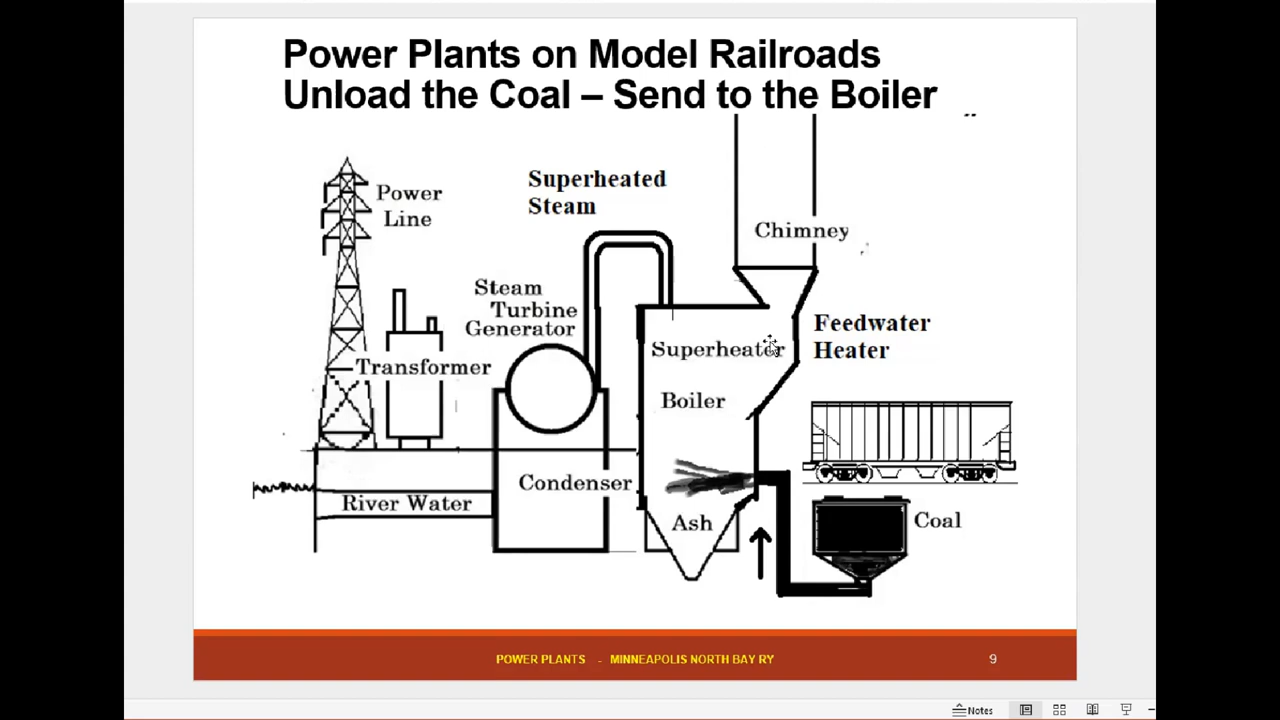 Power Plants on Model Railroads
Unload the Coal – Send to the Boiler
Superheated
Steam
Power
Line
Chimney
Steam
Turbine
Generator
Feedwater
Heater
Superheater
Transformer
Boiler
Condenser
River Water
Ash
Coal
POWER PLANTS - MINNEAPOLIS NORTH BAY RY
9
Notes